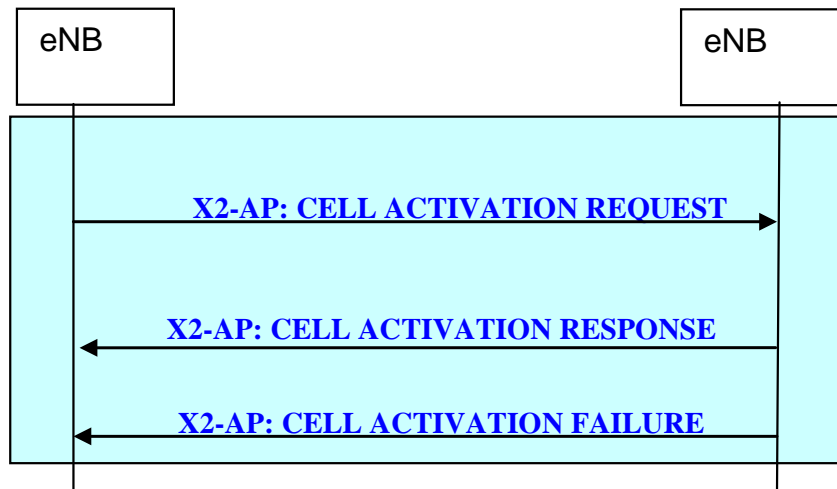 eNB
eNB
X2-AP: CELL ACTIVATION REQUEST
X2-AP: CELL ACTIVATION RESPONSE
X2-AP: CELL ACTIVATION FAILURE